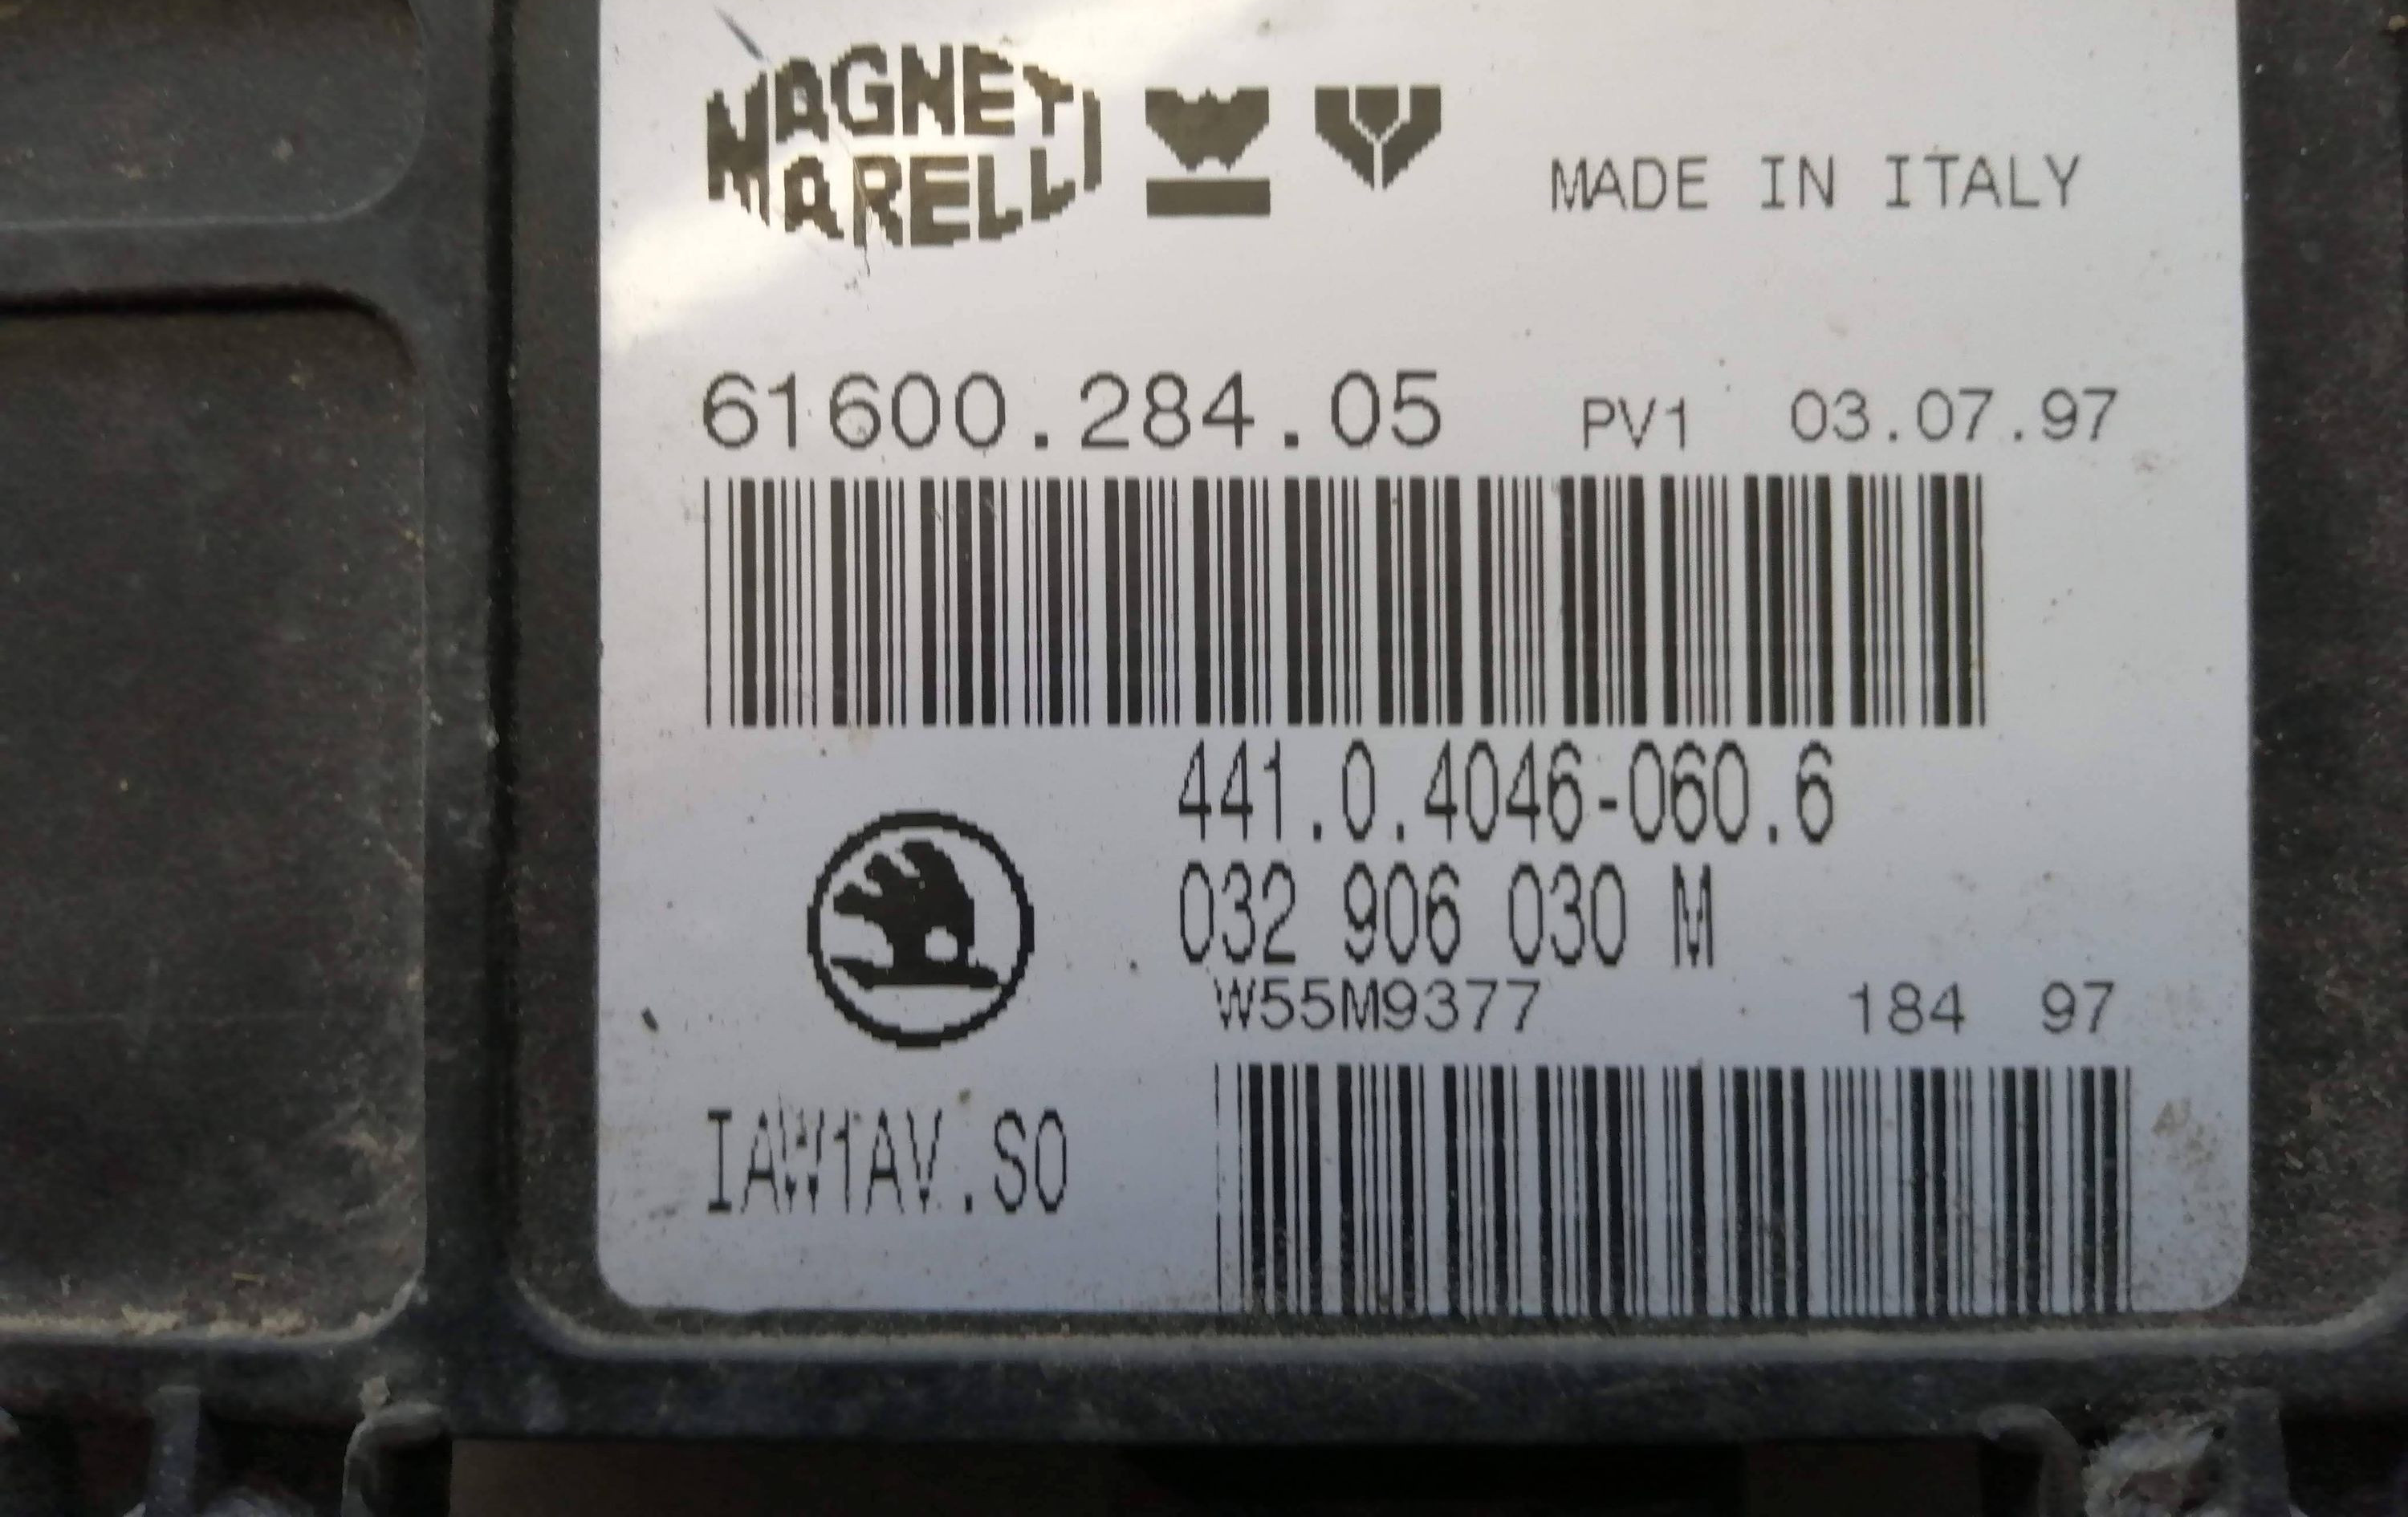 MAGNETI
MARELLI
MADE IN ITALY
61600.284.05 PV1 03.07.97
441.0.4046-060.6
032 906 030 M
W55M9377 184 97
IAW1AV.S0